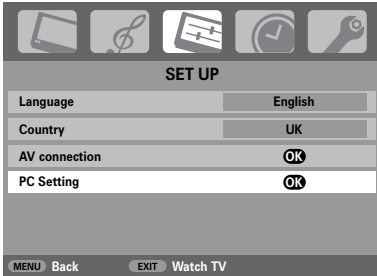 SET UP
Language English
Country UK
AV connection OK
PC Setting OK
MENU Back EXIT Watch TV